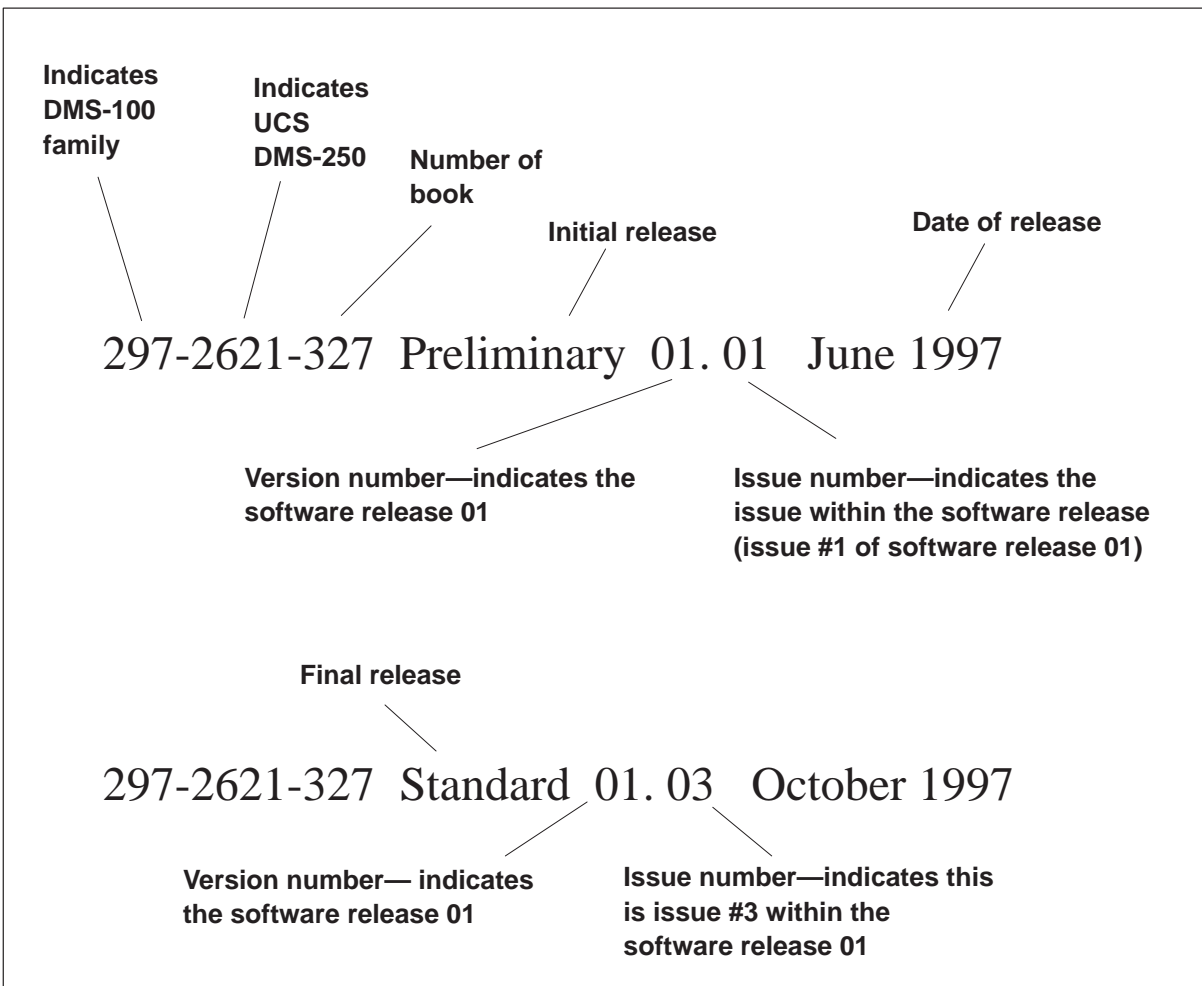 Indicates
DMS-100
family
Indicates
UCS
DMS-250
Number of
book
Initial release
Date of release
297-2621-327 Preliminary 01. 01 June 1997
Version number—indicates the
software release 01
Issue number—indicates the
issue within the software release
(issue #1 of software release 01)
Final release
297-2621-327 Standard 01. 03 October 1997
Version number— indicates
the software release 01
Issue number—indicates this
is issue #3 within the
software release 01